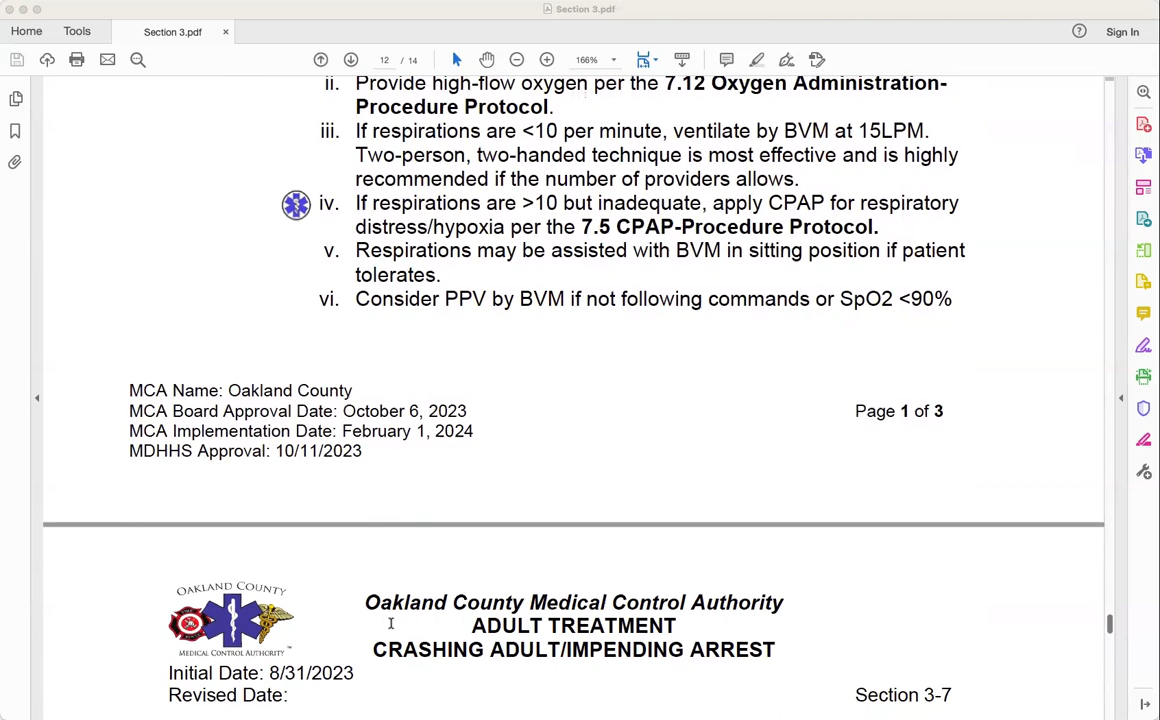 Section 3.pdf
Home Tools Section 3.pdf × Sign In
12 / 14 166%
ii. Provide high-flow oxygen per the 7.12 Oxygen Administration-
Procedure Protocol.
iii. If respirations are <10 per minute, ventilate by BVM at 15LPM.
Two-person, two-handed technique is most effective and is highly
recommended if the number of providers allows.
iv. If respirations are >10 but inadequate, apply CPAP for respiratory
distress/hypoxia per the 7.5 CPAP-Procedure Protocol.
v. Respirations may be assisted with BVM in sitting position if patient
tolerates.
vi. Consider PPV by BVM if not following commands or SpO2 <90%
MCA Name: Oakland County
MCA Board Approval Date: October 6, 2023
Page 1 of 3
MCA Implementation Date: February 1, 2024
MDHHS Approval: 10/11/2023
OAKLAND COUNTY
MEDICAL CONTROL AUTHORITY
Oakland County Medical Control Authority
ADULT TREATMENT
CRASHING ADULT/IMPENDING ARREST
Initial Date: 8/31/2023
Revised Date:
Section 3-7